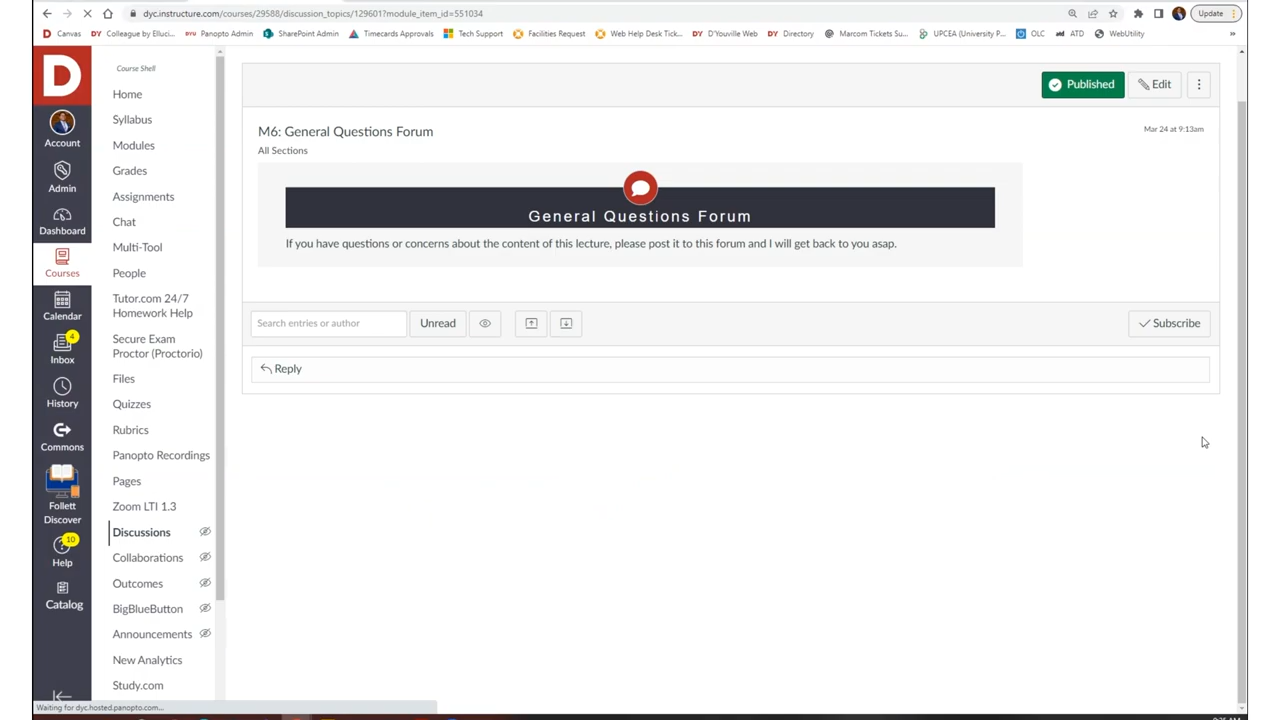 dyc.instructure.com/courses/29588/discussion_topics/129601?module_item_id=551034
Update
Canvas
Colleague by Elluci...
Panopto Admin
SharePoint Admin
Timecards Approvals
Tech Support
Facilities Request
Web Help Desk Tick...
D'Youville Web
Directory
Marcom Tickets Su...
UPCEA (University P...
OLC
ATD
WebUtility
»
D
Account
Admin
Dashboard
Courses
Calendar
4
Inbox
History
Commons
Follett
Discover
10
Help
Catalog
Course Shell
Home
Syllabus
Modules
Grades
Assignments
Chat
Multi-Tool
People
Tutor.com 24/7
Homework Help
Secure Exam
Proctor (Proctorio)
Files
Quizzes
Rubrics
Panopto Recordings
Pages
Zoom LTI 1.3
Discussions
Collaborations
Outcomes
BigBlueButton
Announcements
New Analytics
Study.com
Published
Edit
M6: General Questions Forum
Mar 24 at 9:13am
All Sections
General Questions Forum
If you have questions or concerns about the content of this lecture, please post it to this forum and I will get back to you asap.
Search entries or author
Unread
Subscribe
Reply
Waiting for dyc.hosted.panopto.com...